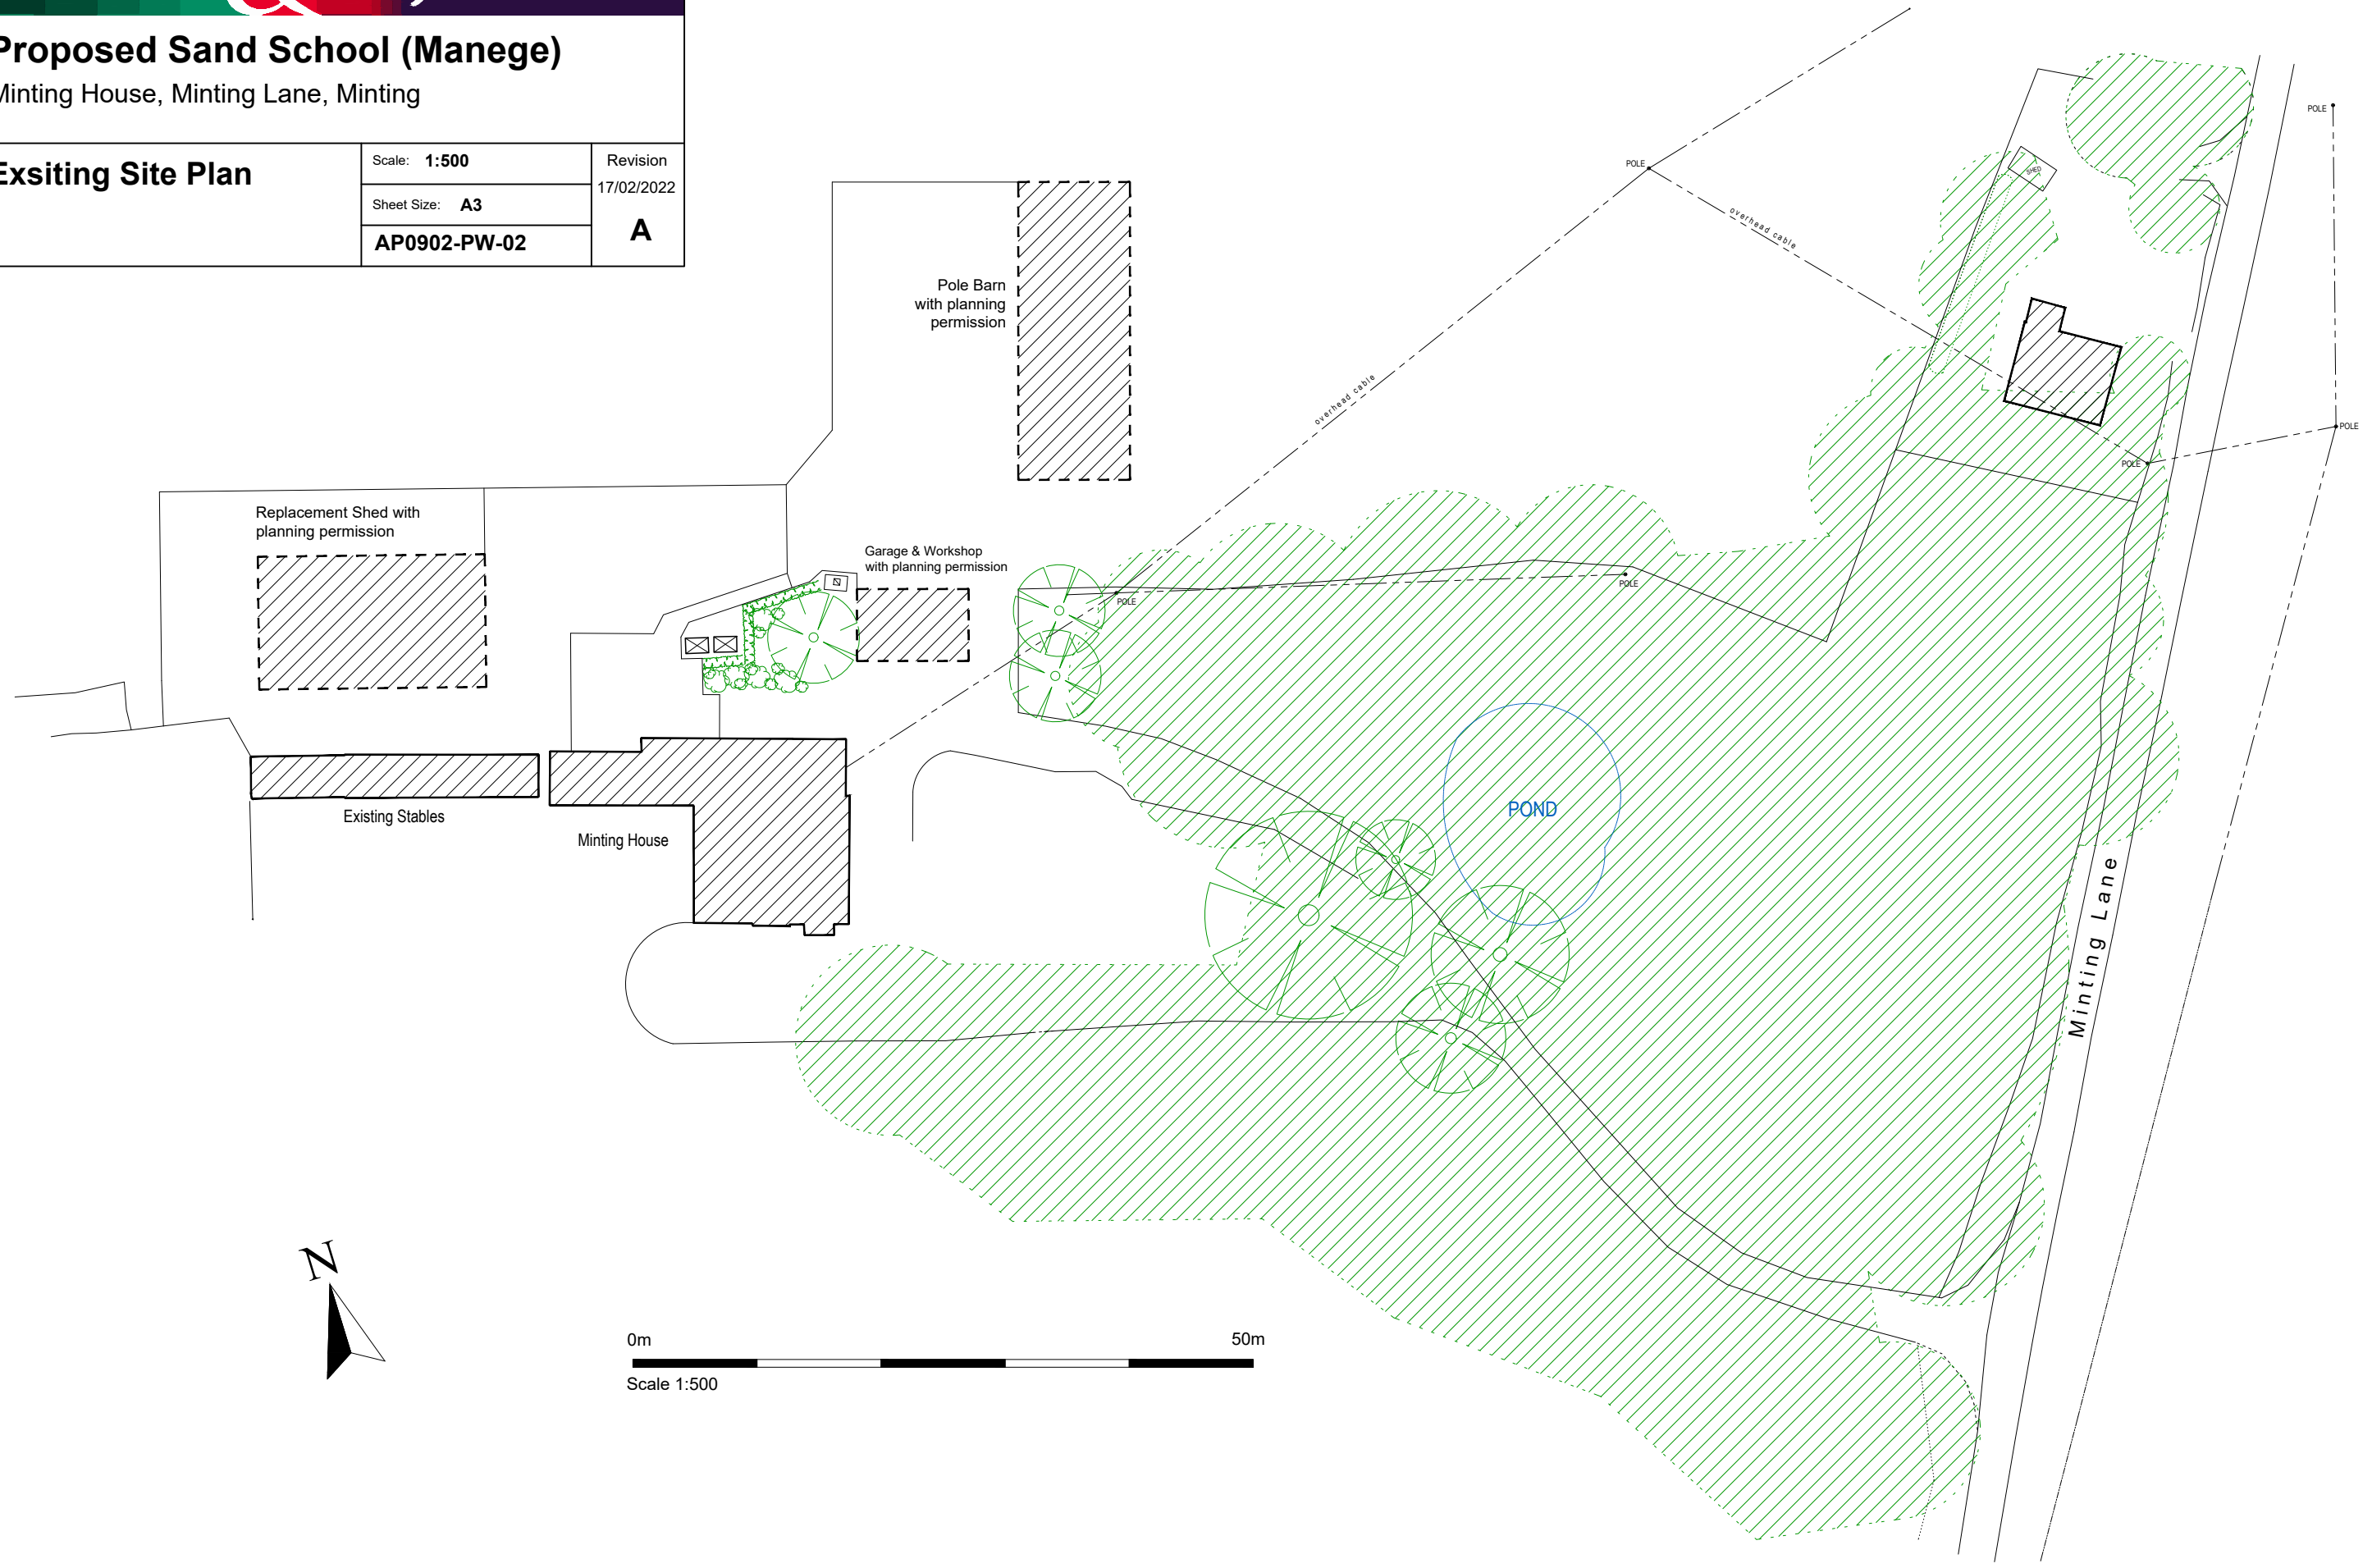 Proposed Sand School (Manege)
Minting House, Minting Lane, Minting
Exsiting Site Plan
Scale: 1:500
Sheet Size: A3
AP0902-PW-02
Revision
17/02/2022
A
POLE
POLE
SHED
overhead cable
Pole Barn
with planning
permission
overhead cable
POLE
POLE
Replacement Shed with
planning permission
Garage & Workshop
with planning permission
POLE
POLE
POND
Existing Stables
Minting House
Minting Lane
N
0m
50m
Scale 1:500